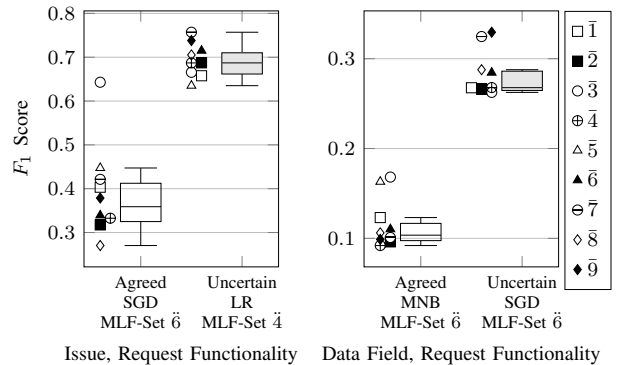 F₁ Score
0.8
0.7
0.6
0.4
0.3
Agreed
SGD
MLF-Set 6̈
Uncertain
LR
MLF-Set 4̈
Issue, Request Functionality
0.3
0.2
0.1
Agreed
MNB
MLF-Set 6̈
Uncertain
SGD
MLF-Set 6̈
Data Field, Request Functionality
1̄
2̄
3̄
4̄
5̄
6̄
7̄
8̄
9̄